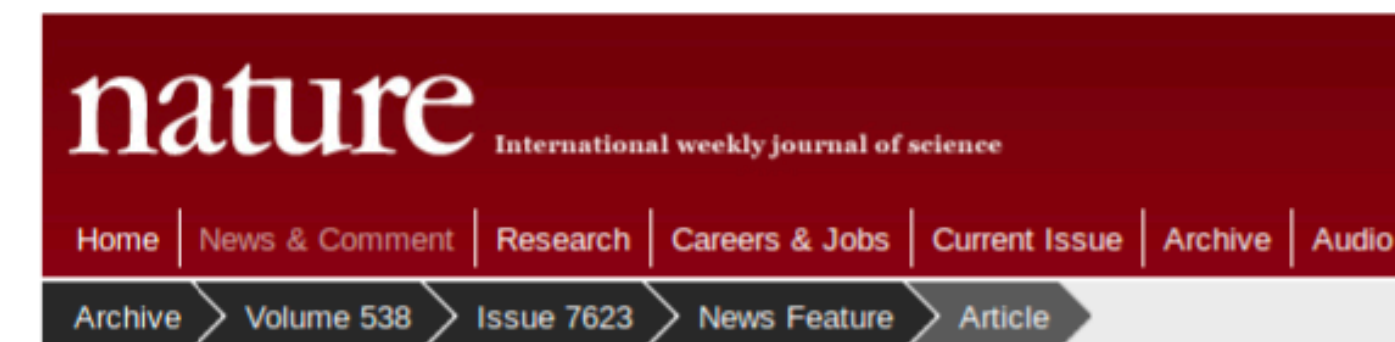 nature International weekly journal of science
Home News & Comment Research Careers & Jobs Current Issue Archive Audio
Archive Volume 538 Issue 7623 News Feature Article